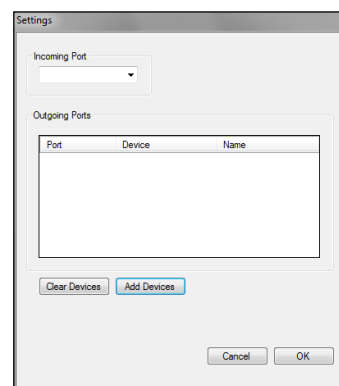 Settings
Incoming Port
Outgoing Ports
Port Device Name
Clear Devices Add Devices
Cancel OK